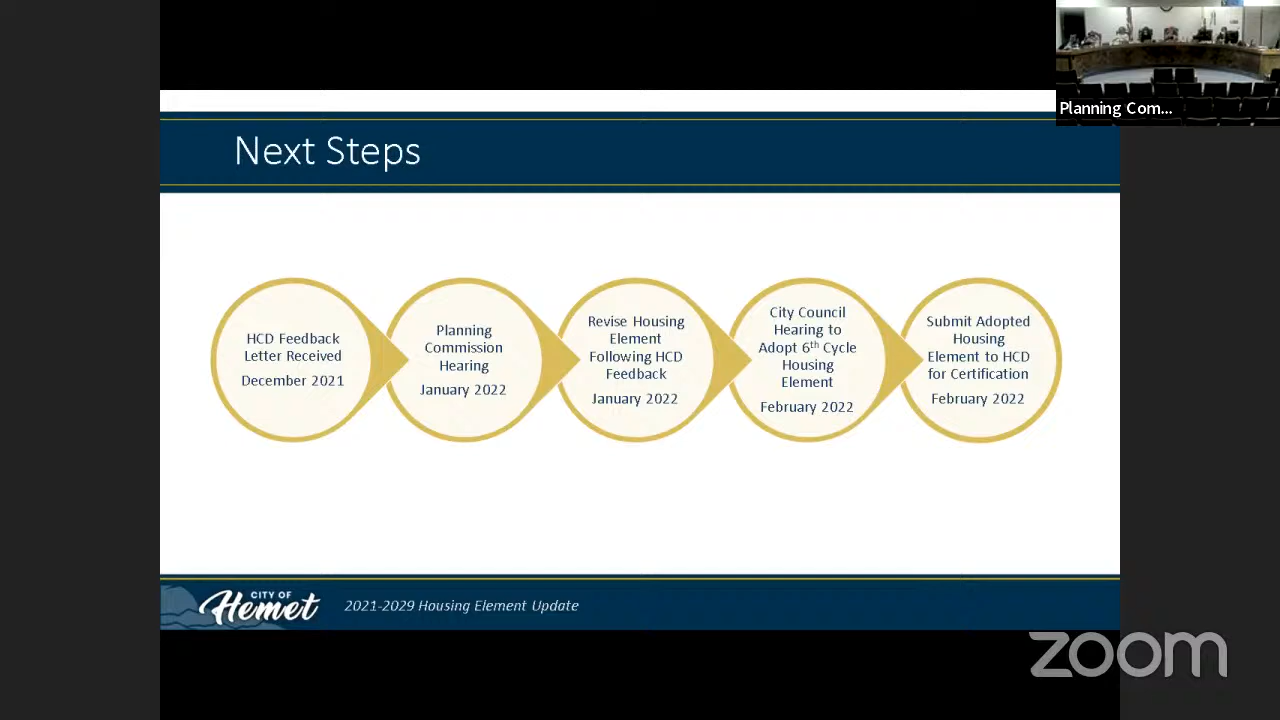 Planning Com...
Next Steps
HCD Feedback
Letter Received
December 2021
Planning
Commission
Hearing
January 2022
Revise Housing
Element
Following HCD
Feedback
January 2022
City Council
Hearing to
Adopt 6th Cycle
Housing
Element
February 2022
Submit Adopted
Housing
Element to HCD
for Certification
February 2022
CITY OF
Hemet
2021-2029 Housing Element Update
zoom